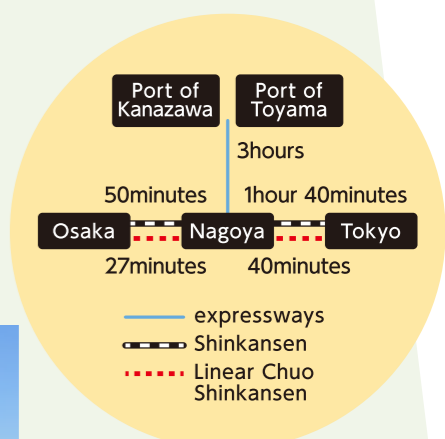 Port of
Kanazawa
Port of
Toyama
3hours
50minutes
1hour 40minutes
Osaka
Nagoya
Tokyo
27minutes
40minutes
expressways
Shinkansen
Linear Chuo
Shinkansen